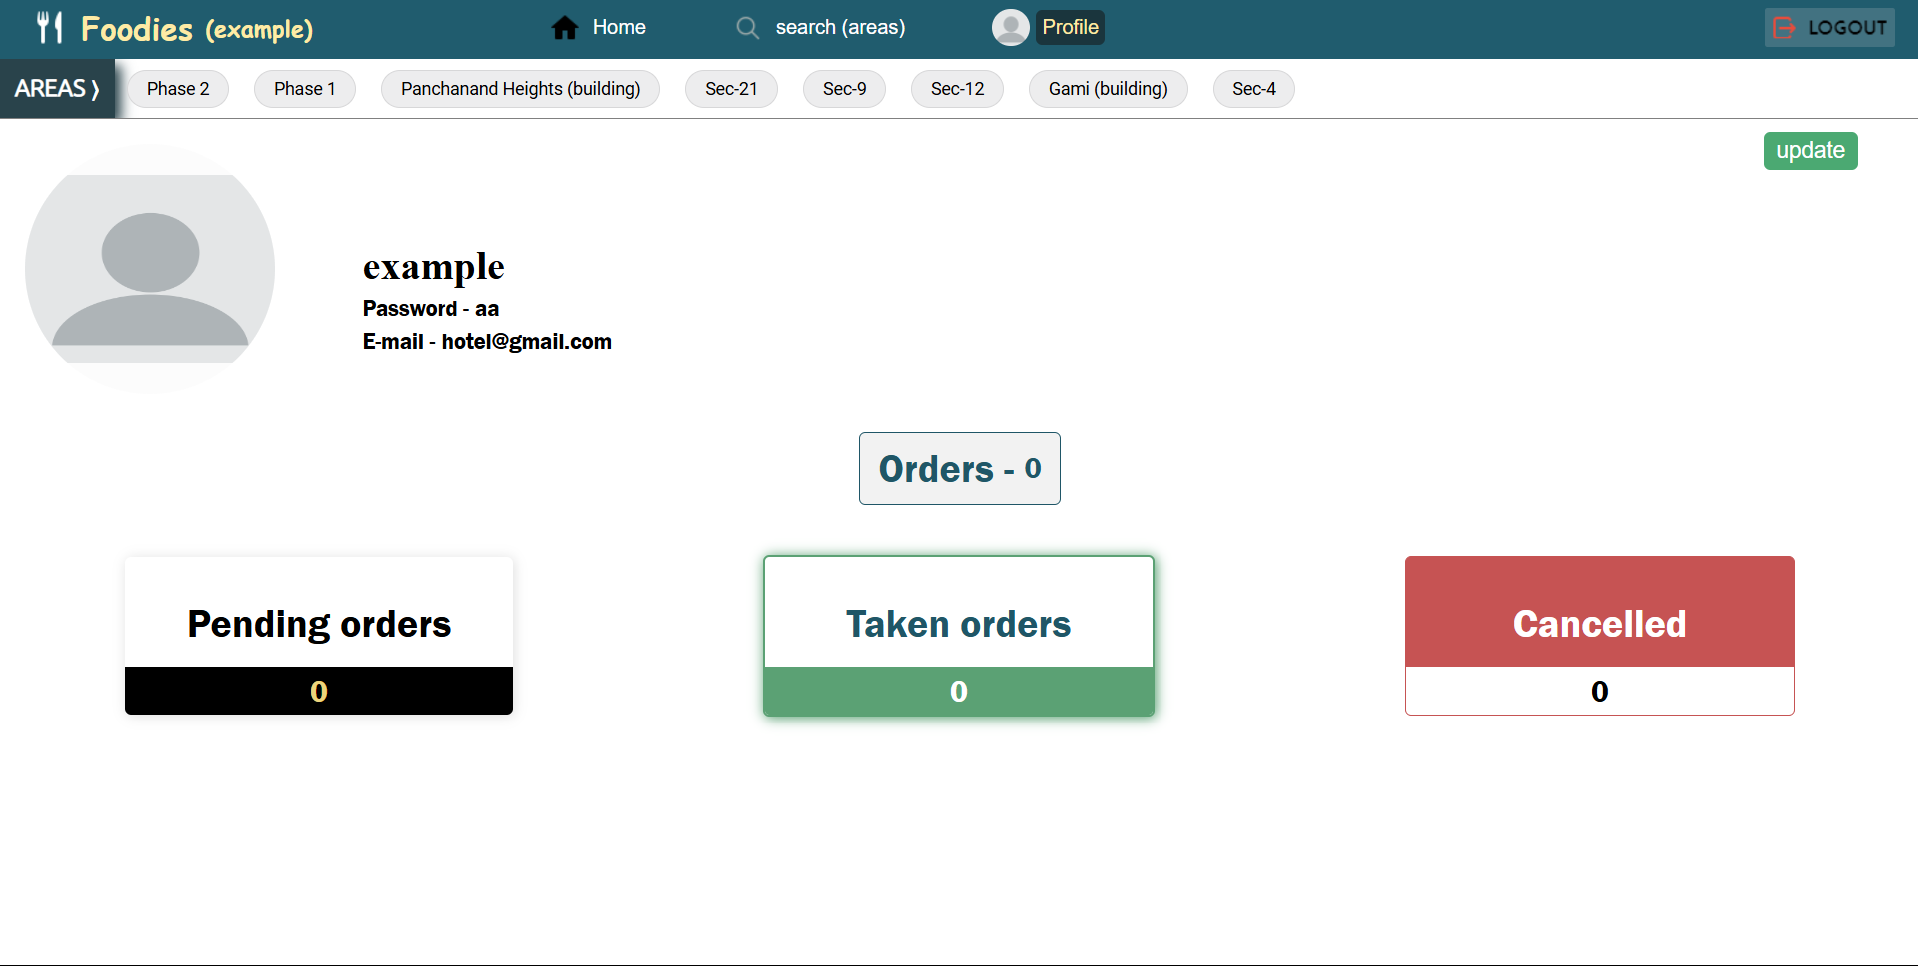 Foodies (example) Home search (areas) Profile LOGOUT
AREAS ⟩ Phase 2 Phase 1 Panchanand Heights (building) Sec-21 Sec-9 Sec-12 Gami (building) Sec-4
update
example
Password - aa
E-mail - hotel@gmail.com
Orders - 0
Pending orders Taken orders Cancelled
0 0 0